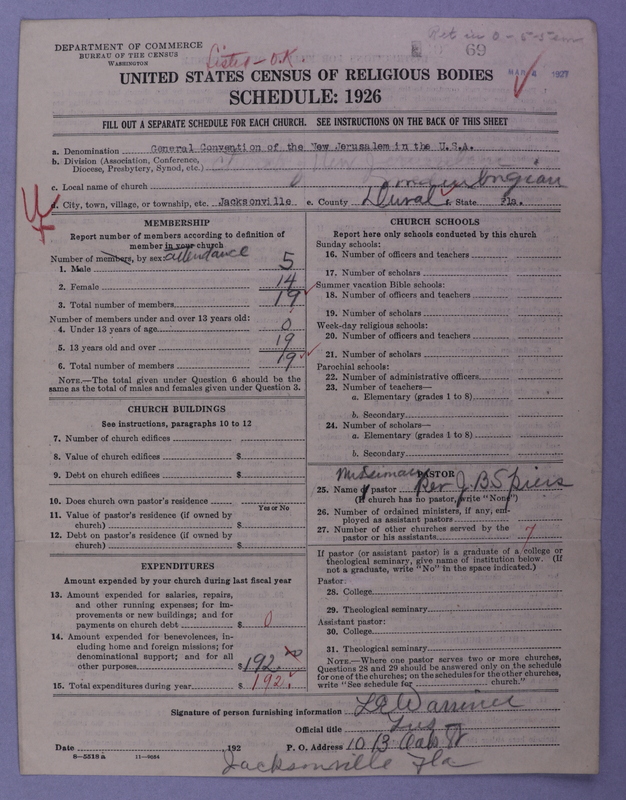 Ret in 0 - 5-5 em
69
MAR 4 1927
DEPARTMENT OF COMMERCE
BUREAU OF THE CENSUS
WASHINGTON
Listed - O.K
UNITED STATES CENSUS OF RELIGIOUS BODIES
SCHEDULE: 1926
FILL OUT A SEPARATE SCHEDULE FOR EACH CHURCH. SEE INSTRUCTIONS ON THE BACK OF THIS SHEET
a. Denomination General Convention of the New Jerusalem in the U.S.A.
b. Division (Association, Conference,
Diocese, Presbytery, Synod, etc.)
c. Local name of church
d. City, town, village, or township, etc. Jacksonville e. County Duval f. State Fla.
MEMBERSHIP
Report number of members according to definition of
member in your church
Number of members, by sex: attendance
1. Male 5
2. Female 14
3. Total number of members 19
Number of members under and over 13 years old:
4. Under 13 years of age 0
5. 13 years old and over 19
6. Total number of members 19
NOTE.—The total given under Question 6 should be the
same as the total of males and females given under Question 3.
CHURCH BUILDINGS
See instructions, paragraphs 10 to 12
7. Number of church edifices
8. Value of church edifices $
9. Debt on church edifices $
10. Does church own pastor's residence
Yes or No
11. Value of pastor's residence (if owned by
church) $
12. Debt on pastor's residence (if owned by
church) $
EXPENDITURES
Amount expended by your church during last fiscal year
13. Amount expended for salaries, repairs,
and other running expenses; for im-
provements or new buildings; and for
payments on church debt $ 0
14. Amount expended for benevolences, in-
cluding home and foreign missions; for
denominational support; and for all
other purposes $ 192.
15. Total expenditures during year $ 192.
CHURCH SCHOOLS
Report here only schools conducted by this church
Sunday schools:
16. Number of officers and teachers
17. Number of scholars
Summer vacation Bible schools:
18. Number of officers and teachers
19. Number of scholars
Week-day religious schools:
20. Number of officers and teachers
21. Number of scholars
Parochial schools:
22. Number of administrative officers
23. Number of teachers—
a. Elementary (grades 1 to 8)
b. Secondary
24. Number of scholars—
a. Elementary (grades 1 to 8)
b. Secondary
PASTOR
25. Name of pastor Rev J. B. Spiers
(If church has no pastor, write "None")
26. Number of ordained ministers, if any, em-
ployed as assistant pastors
27. Number of other churches served by the
pastor or his assistants 7
If pastor (or assistant pastor) is a graduate of a college or
theological seminary, give name of institution below. (If
not a graduate, write "No" in the space indicated.)
Pastor:
28. College
29. Theological seminary
Assistant pastor:
30. College
31. Theological seminary
NOTE.—Where one pastor serves two or more churches,
Questions 28 and 29 should be answered only on the schedule
for one of the churches; on the schedules for the other churches,
write "See schedule for church."
Signature of person furnishing information L E Warriner
Official title
Date , 192 P. O. Address 1013 Oak St
8—5518 a 11—9024
Jacksonville Fla